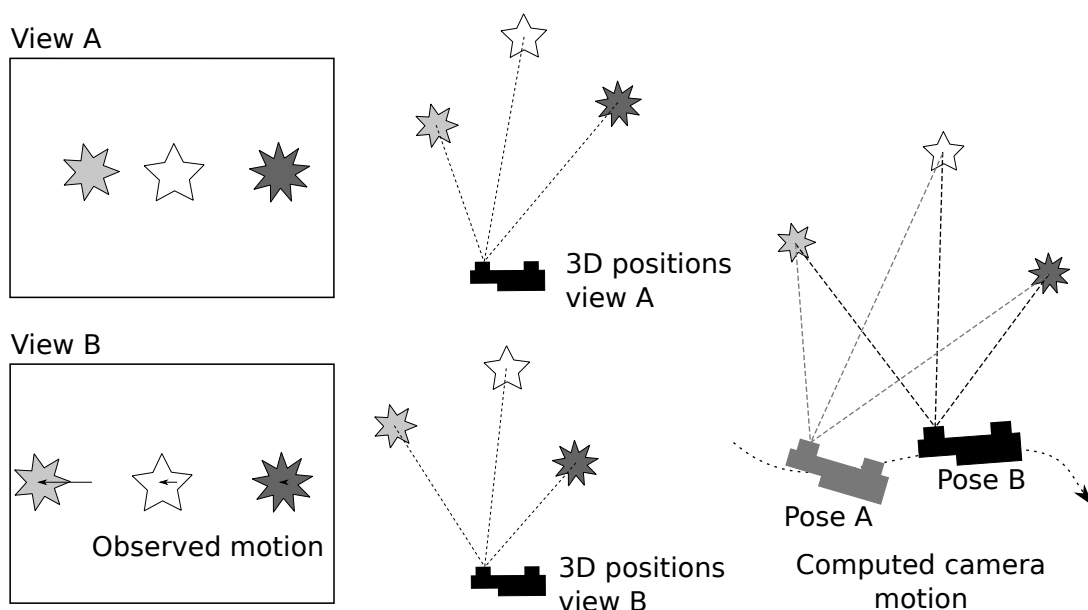 View A
3D positions
view A
View B
Observed motion
3D positions
view B
Pose A
Pose B
Computed camera
motion